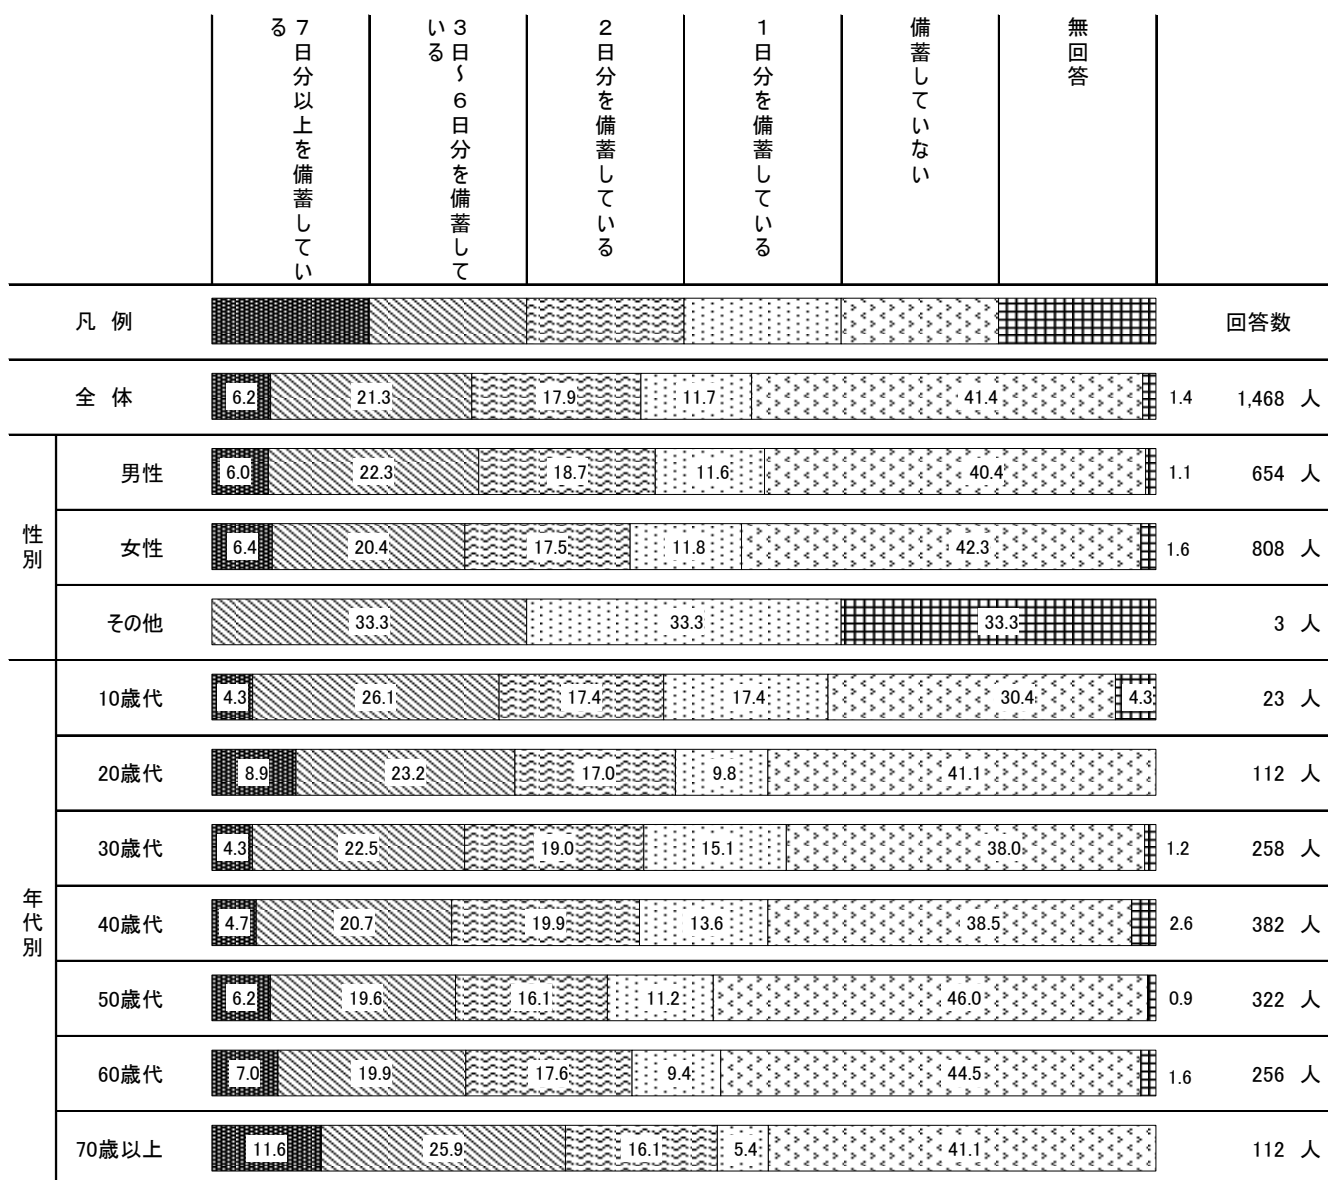 ７日分以上を備蓄してい
る
３日～６日分を備蓄して
いる
２日分を備蓄している
１日分を備蓄している
備蓄していない
無回答
凡 例 回答数
全 体 6.2 21.3 17.9 11.7 41.4 1.4 1,468 人
性別
男性 6.0 22.3 18.7 11.6 40.4 1.1 654 人
女性 6.4 20.4 17.5 11.8 42.3 1.6 808 人
その他 33.3 33.3 33.3 3 人
年代別
10歳代 4.3 26.1 17.4 17.4 30.4 4.3 23 人
20歳代 8.9 23.2 17.0 9.8 41.1 112 人
30歳代 4.3 22.5 19.0 15.1 38.0 1.2 258 人
40歳代 4.7 20.7 19.9 13.6 38.5 2.6 382 人
50歳代 6.2 19.6 16.1 11.2 46.0 0.9 322 人
60歳代 7.0 19.9 17.6 9.4 44.5 1.6 256 人
70歳以上 11.6 25.9 16.1 5.4 41.1 112 人